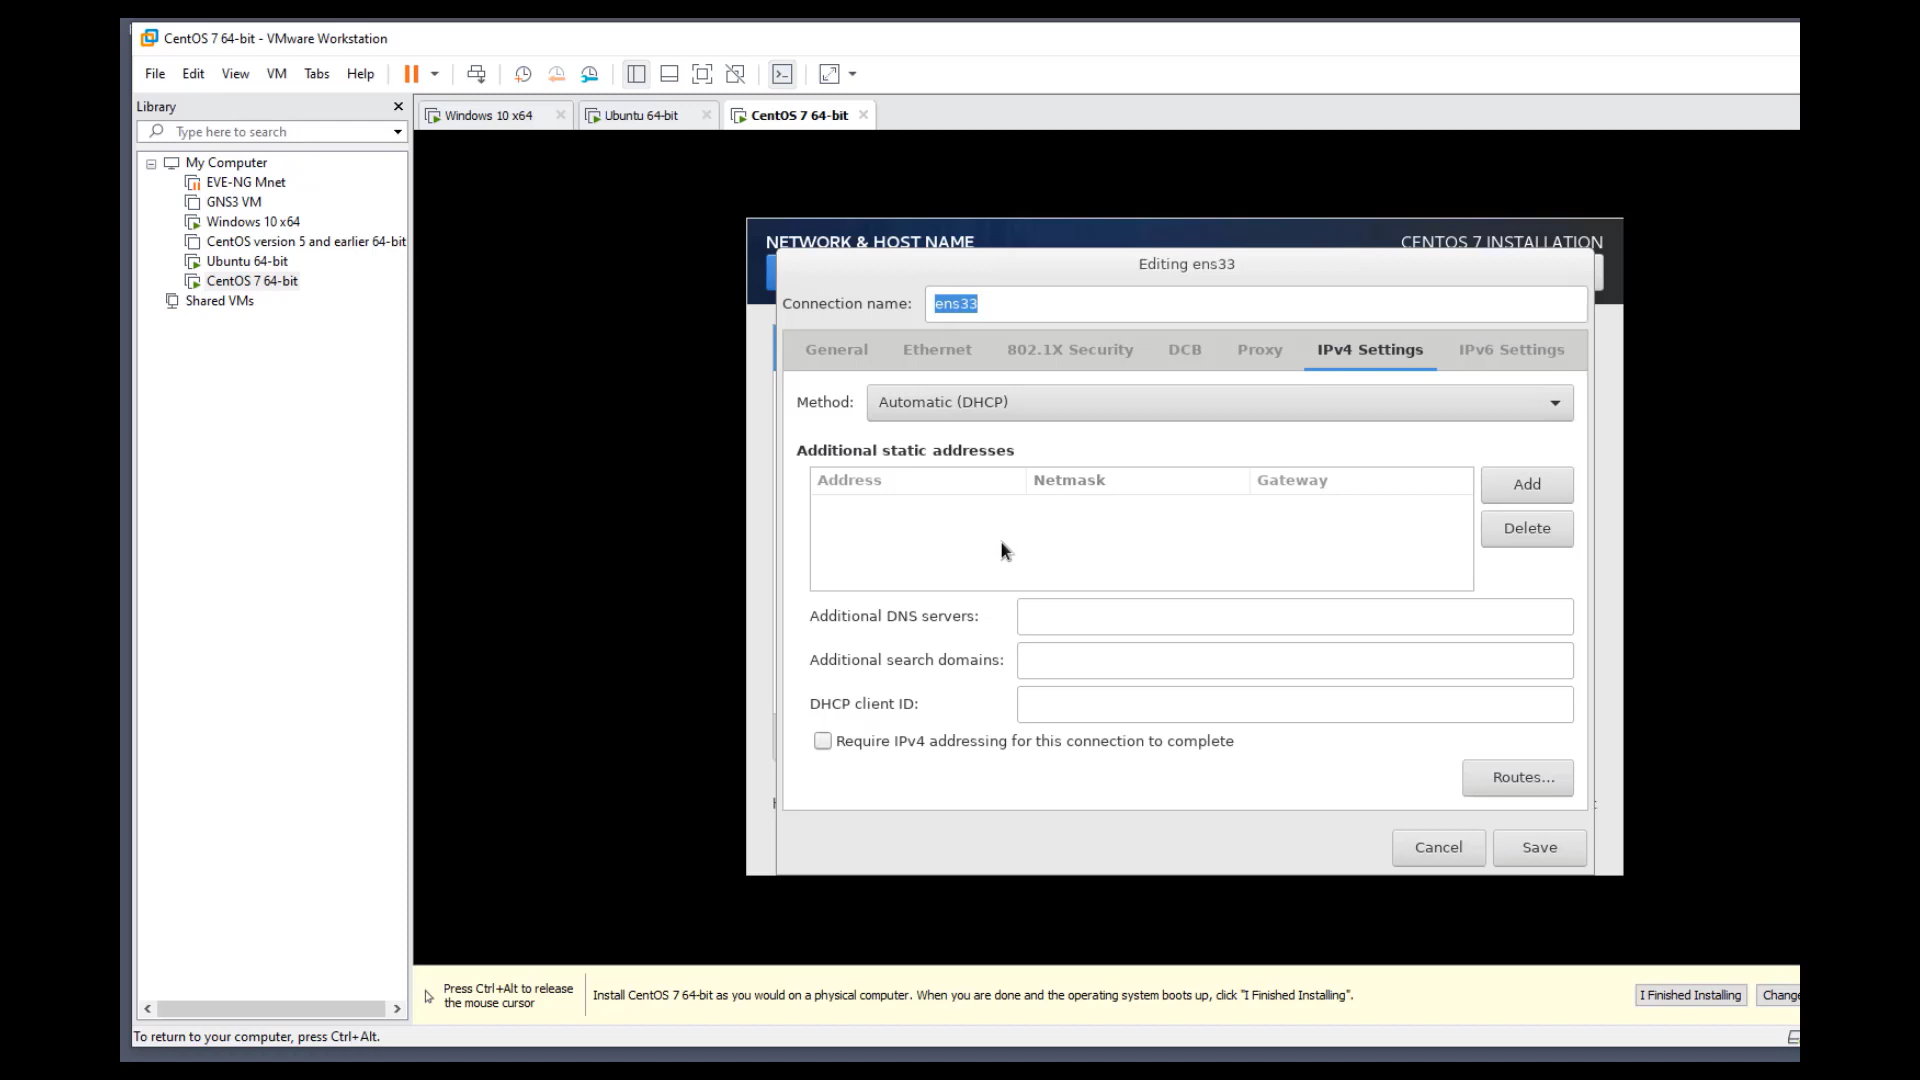 CentOS 7 64-bit - VMware Workstation
File Edit View VM Tabs Help
Library
Type here to search
My Computer
EVE-NG Mnet
GNS3 VM
Windows 10 x64
CentOS version 5 and earlier 64-bit
Ubuntu 64-bit
CentOS 7 64-bit
Shared VMs
Windows 10 x64 Ubuntu 64-bit CentOS 7 64-bit
NETWORK & HOST NAME CENTOS 7 INSTALLATION
Editing ens33
Connection name: ens33
General Ethernet 802.1X Security DCB Proxy IPv4 Settings IPv6 Settings
Method: Automatic (DHCP)
Additional static addresses
Address Netmask Gateway
Add
Delete
Additional DNS servers:
Additional search domains:
DHCP client ID:
Require IPv4 addressing for this connection to complete
Routes...
Cancel Save
Press Ctrl+Alt to release
the mouse cursor
Install CentOS 7 64-bit as you would on a physical computer. When you are done and the operating system boots up, click "I Finished Installing".
I Finished Installing Change
To return to your computer, press Ctrl+Alt.